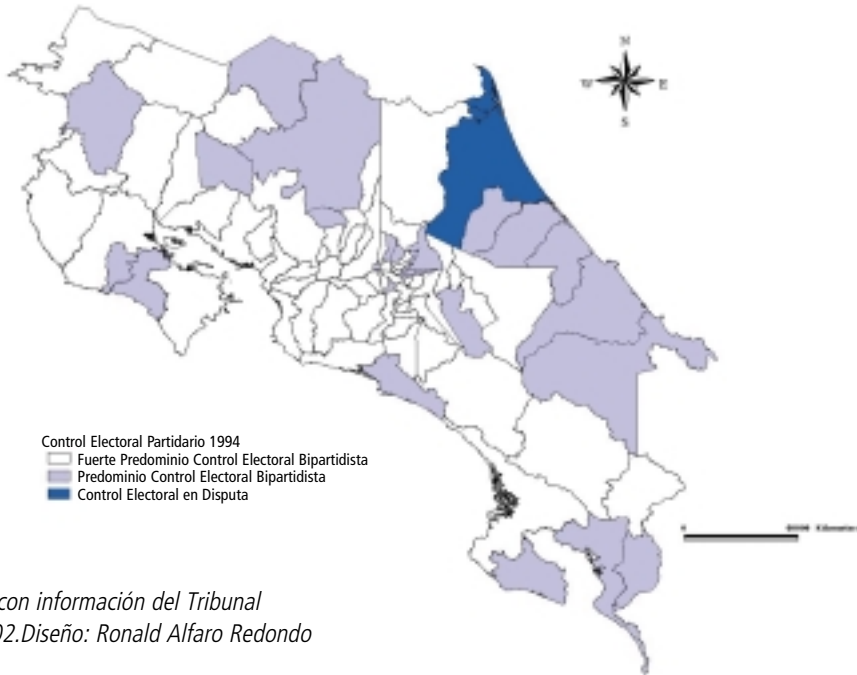 N
W E
S
Control Electoral Partidario 1994
Fuerte Predominio Control Electoral Bipartidista
Predominio Control Electoral Bipartidista
Control Electoral en Disputa
con información del Tribunal
02.Diseño: Ronald Alfaro Redondo